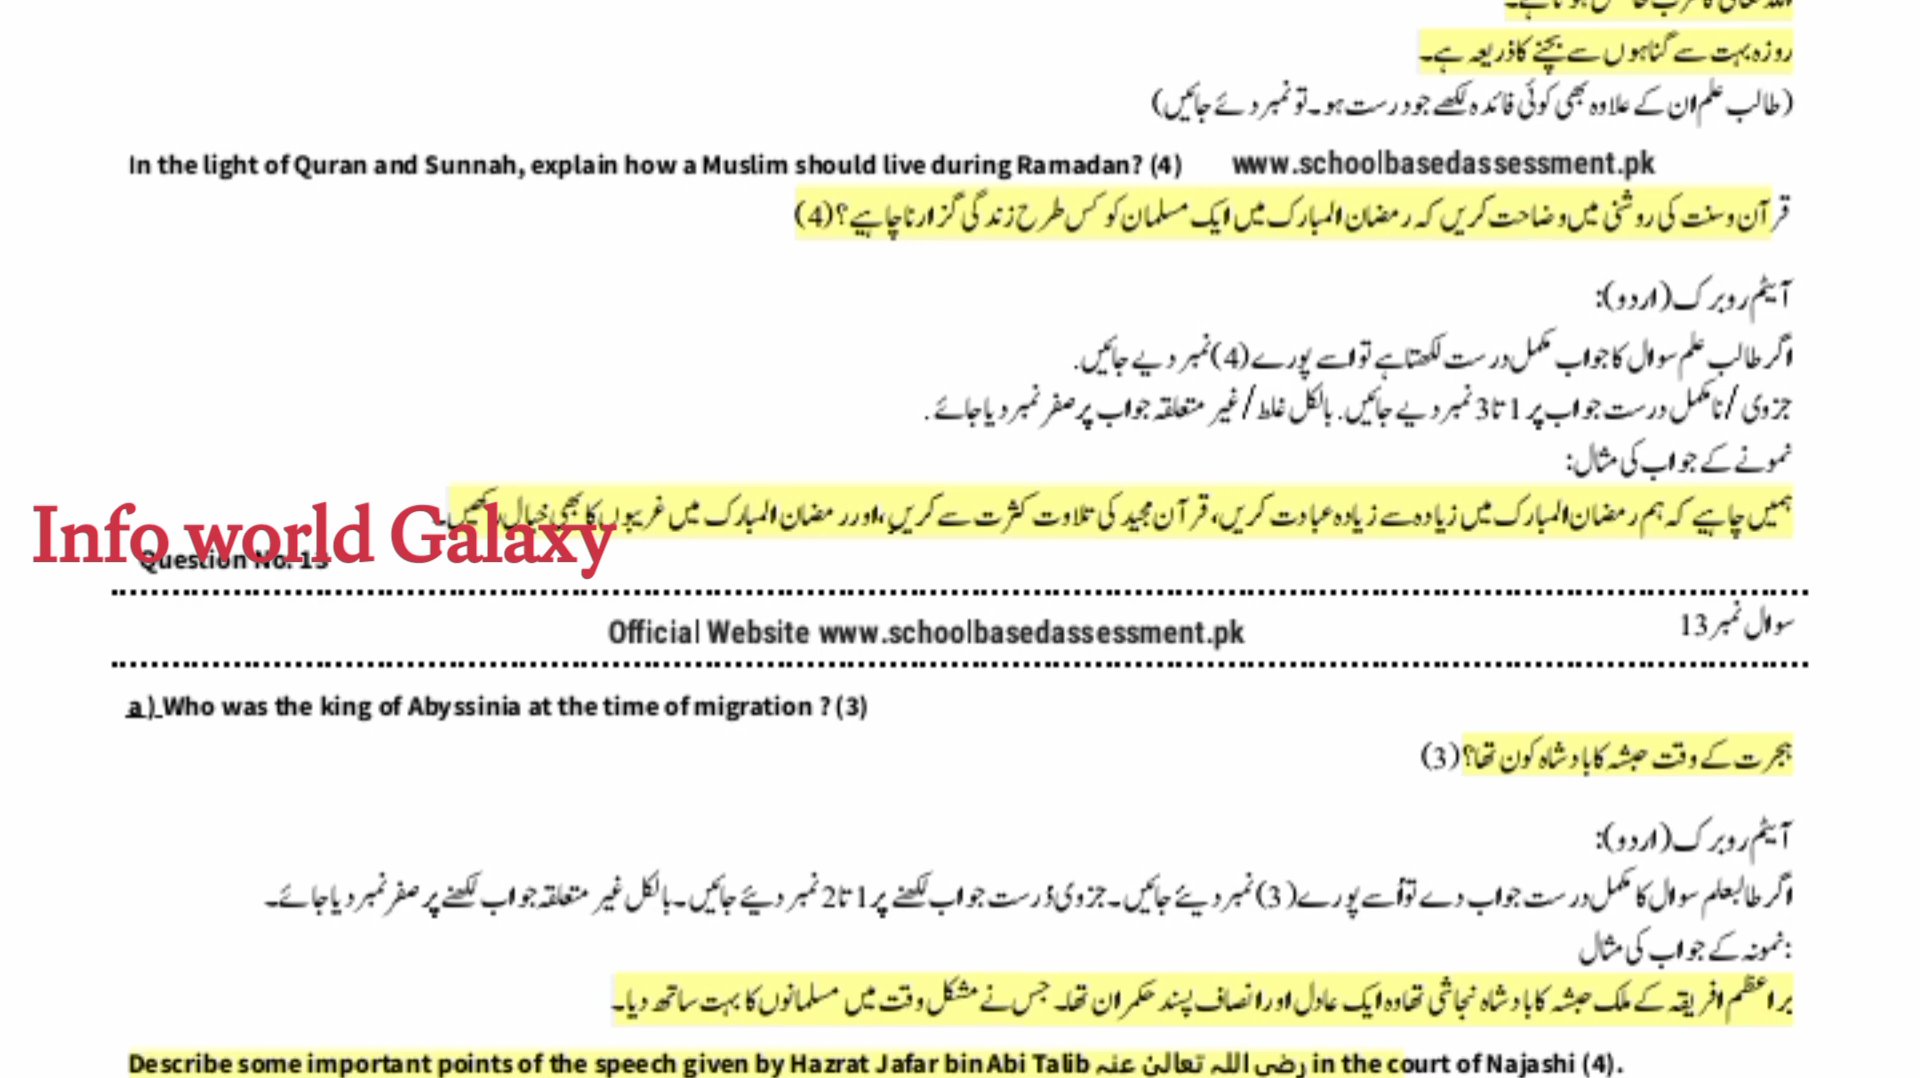 روزہ بہت سے گناہوں سے بچنے کا ذریعہ ہے۔
(طالب علم ان کے علاوہ بھی کوئی فائدہ لکھے جو درست ہو۔ تو نمبر دئے جائیں)
In the light of Quran and Sunnah, explain how a Muslim should live during Ramadan? (4) www.schoolbasedassessment.pk
قرآن و سنت کی روشنی میں وضاحت کریں کہ رمضان المبارک میں ایک مسلمان کو کس طرح زندگی گزارنا چاہیے؟ (4)
آیٹم روبرک (اردو):
اگر طالب علم سوال کا جواب مکمل درست لکھتا ہے تو اسے پورے (4) نمبر دیے جائیں.
جزوی / نامکمل درست جواب پر 1 تا 3 نمبر دیے جائیں. بالکل غلط / غیر متعلقہ جواب پر صفر نمبر دیا جائے.
نمونے کے جواب کی مثال:
ہمیں چاہیے کہ ہم رمضان المبارک میں زیادہ سے زیادہ عبادت کریں، قرآن مجید کی تلاوت کثرت سے کریں، اور رمضان المبارک میں غریبوں کا بھی خیال رکھیں۔
Info world Galaxy
Question No. 13
سوال نمبر 13
Official Website www.schoolbasedassessment.pk
a) Who was the king of Abyssinia at the time of migration ? (3)
ہجرت کے وقت حبشہ کا بادشاہ کون تھا؟ (3)
آیٹم روبرک (اردو):
اگر طالبعلم سوال کا مکمل درست جواب دے تو اُسے پورے (3) نمبر دیئے جائیں۔ جزوی دُرست جواب لکھنے پر 1 تا 2 نمبر دیئے جائیں۔ بالکل غیر متعلقہ جواب لکھنے پر صفر نمبر دیا جائے۔
:نمونہ کے جواب کی مثال
براعظم افریقہ کے ملک حبشہ کا بادشاہ نجاشی تھا وہ ایک عادل اور انصاف پسند حکمران تھا۔ جس نے مشکل وقت میں مسلمانوں کا بہت ساتھ دیا۔
Describe some important points of the speech given by Hazrat Jafar bin Abi Talib رضی اللہ تعالیٰ عنہ in the court of Najashi (4).